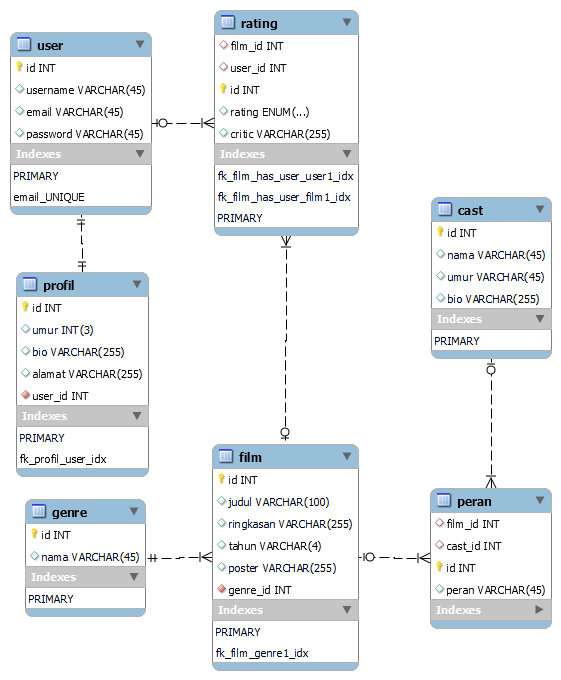 user
id INT
username VARCHAR(45)
email VARCHAR(45)
password VARCHAR(45)
Indexes
PRIMARY
email_UNIQUE
rating
film_id INT
user_id INT
id INT
rating ENUM(...)
critic VARCHAR(255)
Indexes
fk_film_has_user_user1_idx
fk_film_has_user_film1_idx
PRIMARY
cast
id INT
nama VARCHAR(45)
umur VARCHAR(45)
bio VARCHAR(255)
Indexes
PRIMARY
profil
id INT
umur INT(3)
bio VARCHAR(255)
alamat VARCHAR(255)
user_id INT
Indexes
PRIMARY
fk_profil_user_idx
film
id INT
judul VARCHAR(100)
ringkasan VARCHAR(255)
tahun VARCHAR(4)
poster VARCHAR(255)
genre_id INT
Indexes
PRIMARY
fk_film_genre1_idx
genre
id INT
nama VARCHAR(45)
Indexes
PRIMARY
peran
film_id INT
cast_id INT
id INT
peran VARCHAR(45)
Indexes